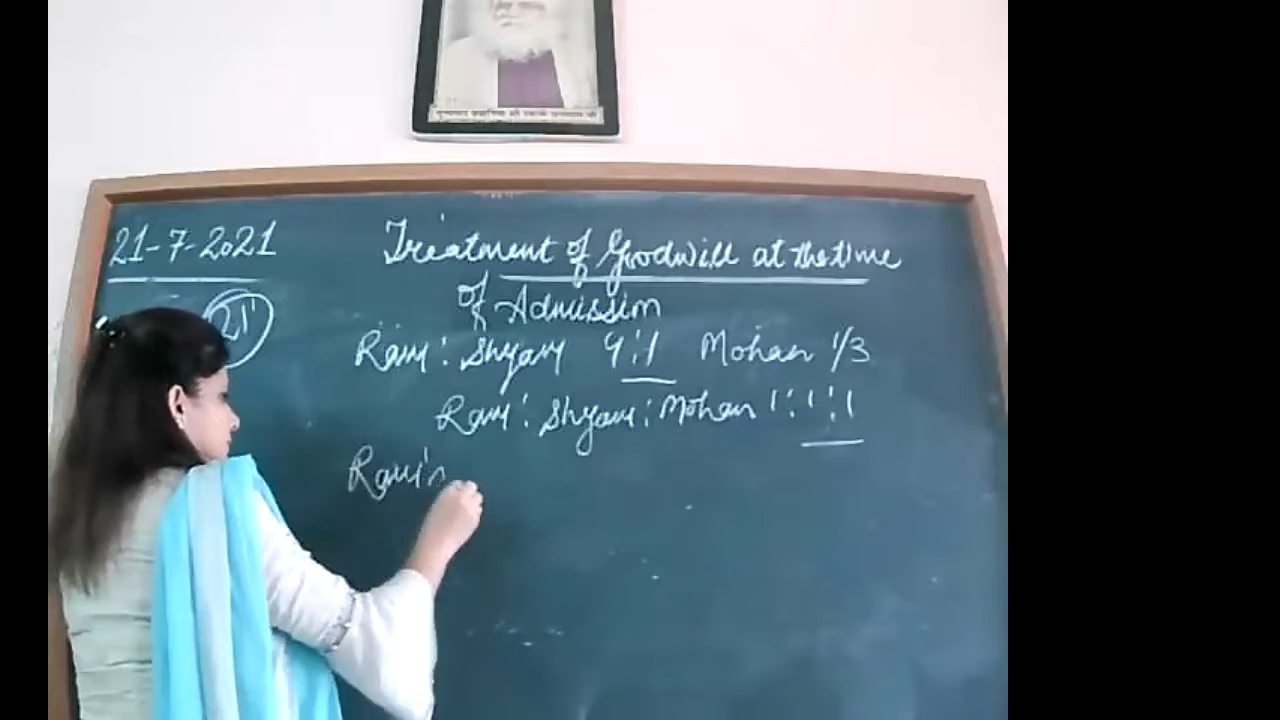 21-7-2021
Treatment of Goodwill at the time
of Admission
21
Ram : Shyam 4:1 Mohan 1/3
Ram : Shyam : Mohan 1:1:1
Ram's